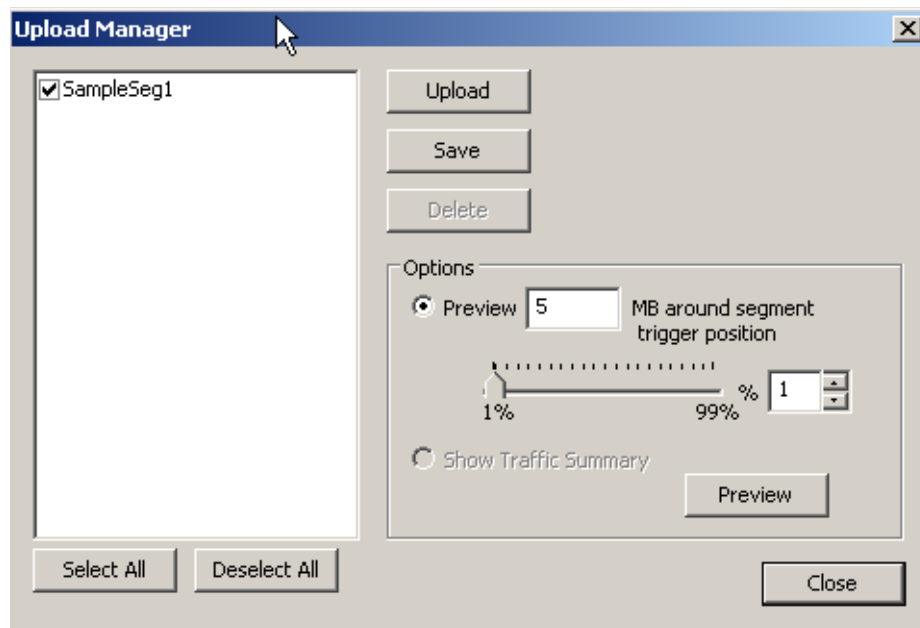 Upload Manager
SampleSeg1
Upload
Save
Delete
Options
Preview 5 MB around segment
trigger position
% 1
1% 99%
Show Traffic Summary
Preview
Select All Deselect All
Close